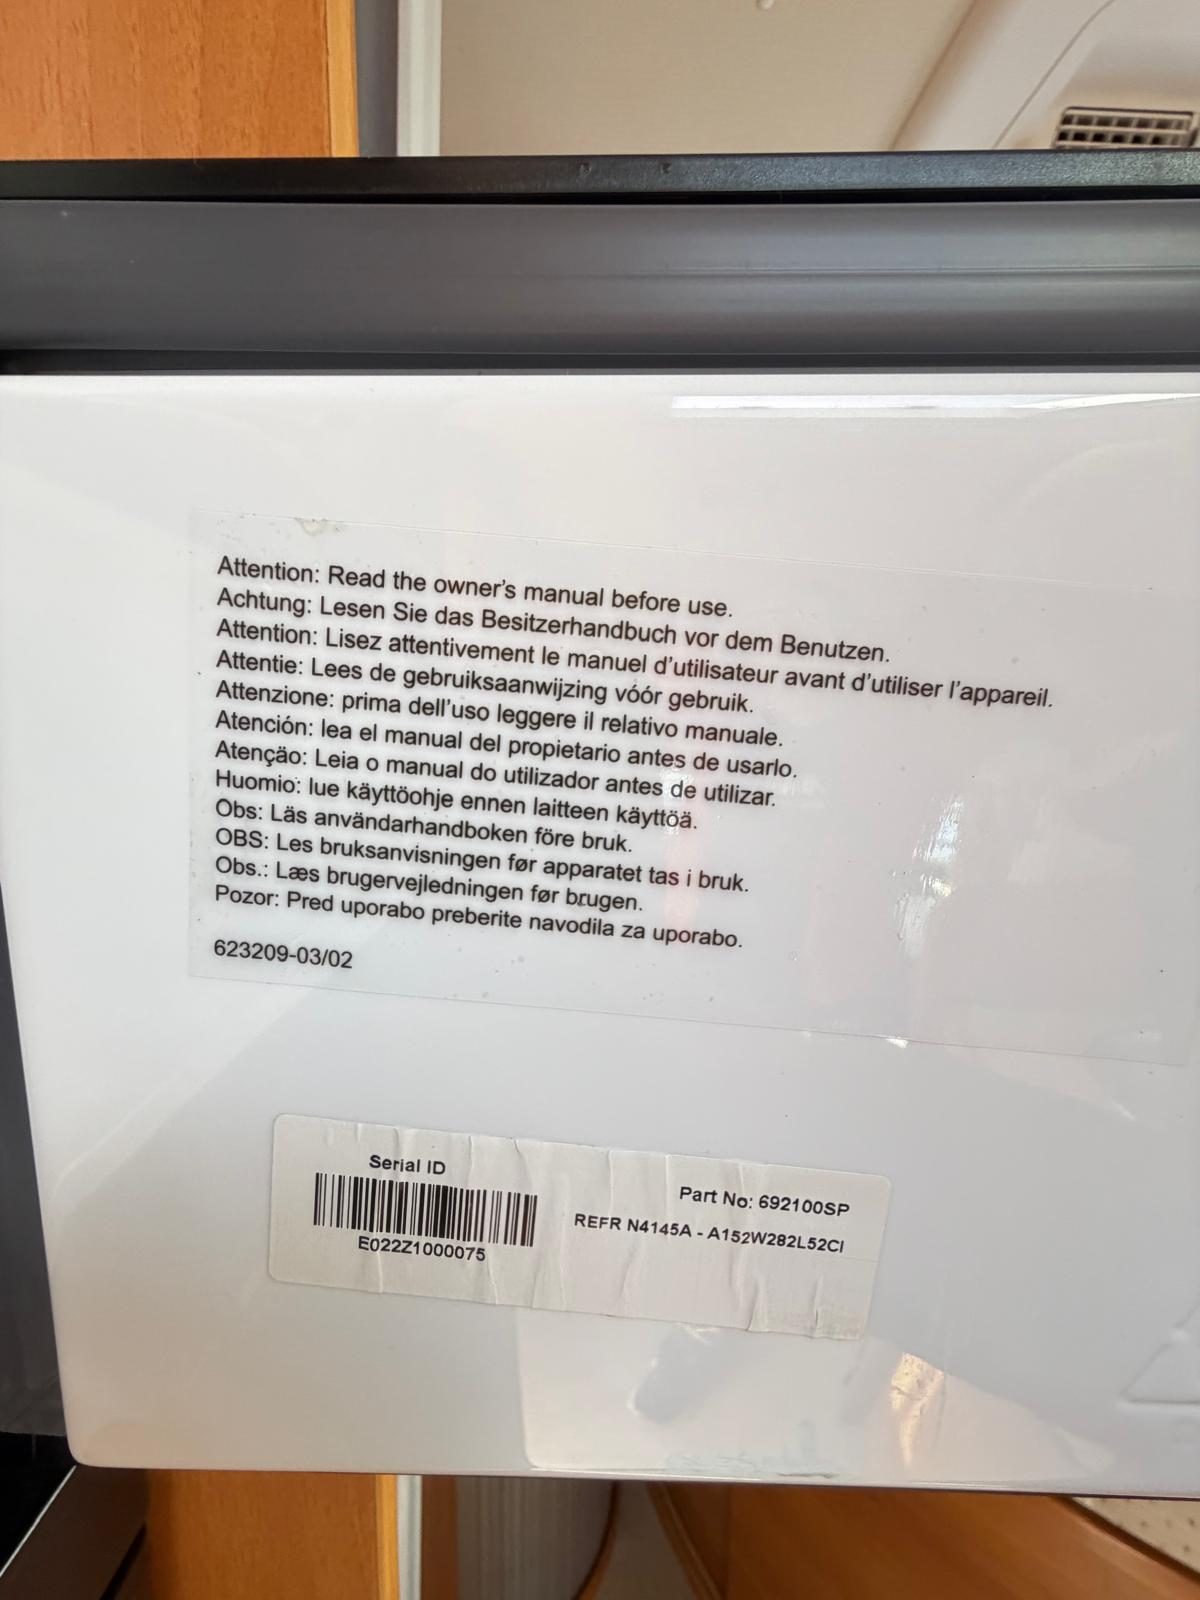 Attention: Read the owner's manual before use.
Achtung: Lesen Sie das Besitzerhandbuch vor dem Benutzen.
Attention: Lisez attentivement le manuel d'utilisateur avant d'utiliser l'appareil.
Attentie: Lees de gebruiksaanwijzing vóór gebruik.
Attenzione: prima dell'uso leggere il relativo manuale.
Atención: lea el manual del propietario antes de usarlo.
Atençäo: Leia o manual do utilizador antes de utilizar.
Huomio: lue käyttöohje ennen laitteen käyttöä.
Obs: Läs användarhandboken före bruk.
OBS: Les bruksanvisningen før apparatet tas i bruk.
Obs.: Læs brugervejledningen før brugen.
Pozor: Pred uporabo preberite navodila za uporabo.
623209-03/02
Serial ID
E022Z1000075
Part No: 692100SP
REFR N4145A - A152W282L52CI